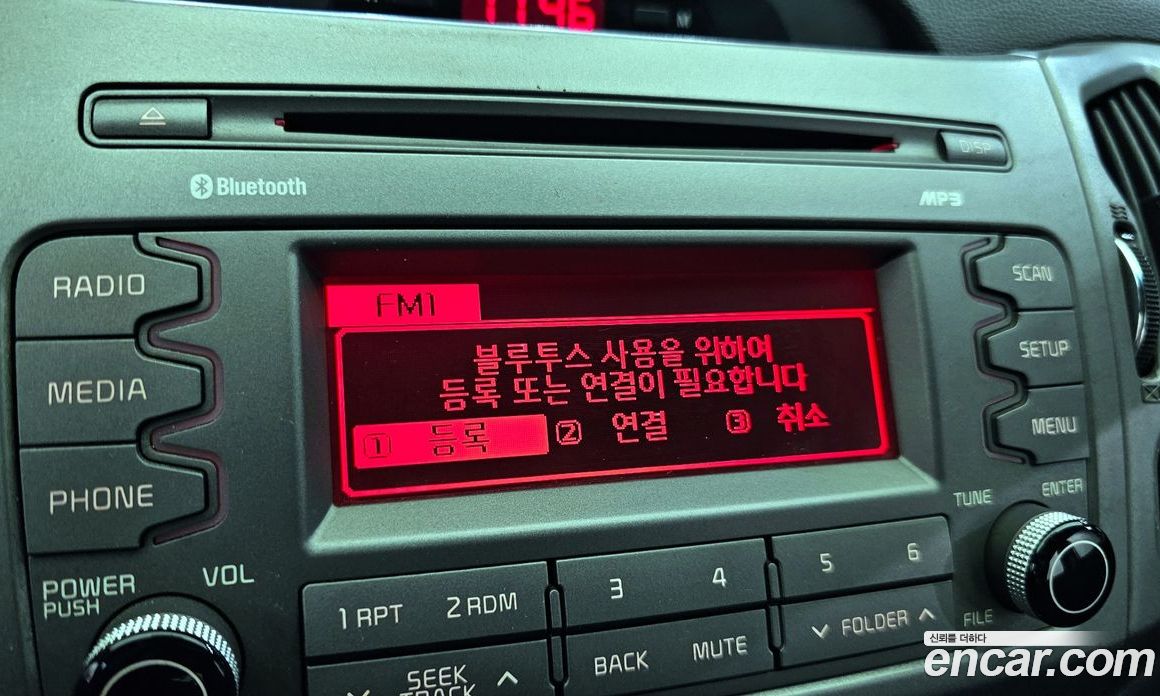 1146
Bluetooth
DISP
MP3
RADIO
MEDIA
PHONE
FM1
블루투스 사용을 위하여
등록 또는 연결이 필요합니다
1 등록 2 연결 3 취소
SCAN
SETUP
MENU
POWER
PUSH
VOL
TUNE
ENTER
FILE
1 RPT 2 RDM
3 4
5 6
SEEK
TRACK
BACK MUTE
FOLDER
신뢰를 더하다
encar.com